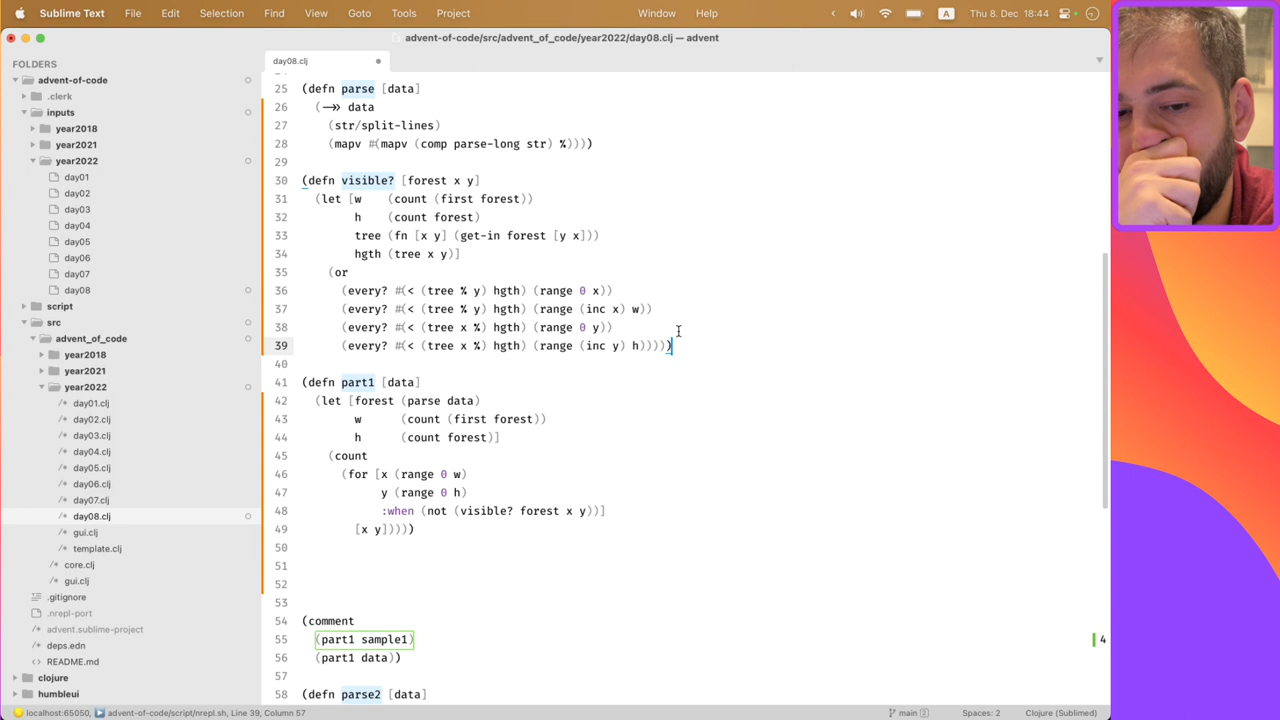 Sublime Text File Edit Selection Find View Goto Tools Project Window Help A Thu 8. Dec 18:44
advent-of-code/src/advent_of_code/year2022/day08.clj — advent
FOLDERS
advent-of-code
.clerk
inputs
year2018
year2021
year2022
day01
day02
day03
day04
day05
day06
day07
day08
script
src
advent_of_code
year2018
year2021
year2022
day01.clj
day02.clj
day03.clj
day04.clj
day05.clj
day06.clj
day07.clj
day08.clj
gui.clj
template.clj
core.clj
gui.clj
.gitignore
.nrepl-port
advent.sublime-project
deps.edn
README.md
clojure
humbleui
day08.clj
25 (defn parse [data]
26 (->> data
27 (str/split-lines)
28 (mapv #(mapv (comp parse-long str) %))))
29
30 (defn visible? [forest x y]
31 (let [w (count (first forest))
32 h (count forest)
33 tree (fn [x y] (get-in forest [y x]))
34 hgth (tree x y)]
35 (or
36 (every? #(< (tree % y) hgth) (range 0 x))
37 (every? #(< (tree % y) hgth) (range (inc x) w))
38 (every? #(< (tree x %) hgth) (range 0 y))
39 (every? #(< (tree x %) hgth) (range (inc y) h)))))
40
41 (defn part1 [data]
42 (let [forest (parse data)
43 w (count (first forest))
44 h (count forest)]
45 (count
46 (for [x (range 0 w)
47 y (range 0 h)
48 :when (not (visible? forest x y))]
49 [x y]))))
50
51
52
53
54 (comment
55 (part1 sample1) 4
56 (part1 data))
57
58 (defn parse2 [data]
localhost:65050, advent-of-code/script/nrepl.sh, Line 39, Column 57 main 2 Spaces: 2 Clojure (Sublimed)